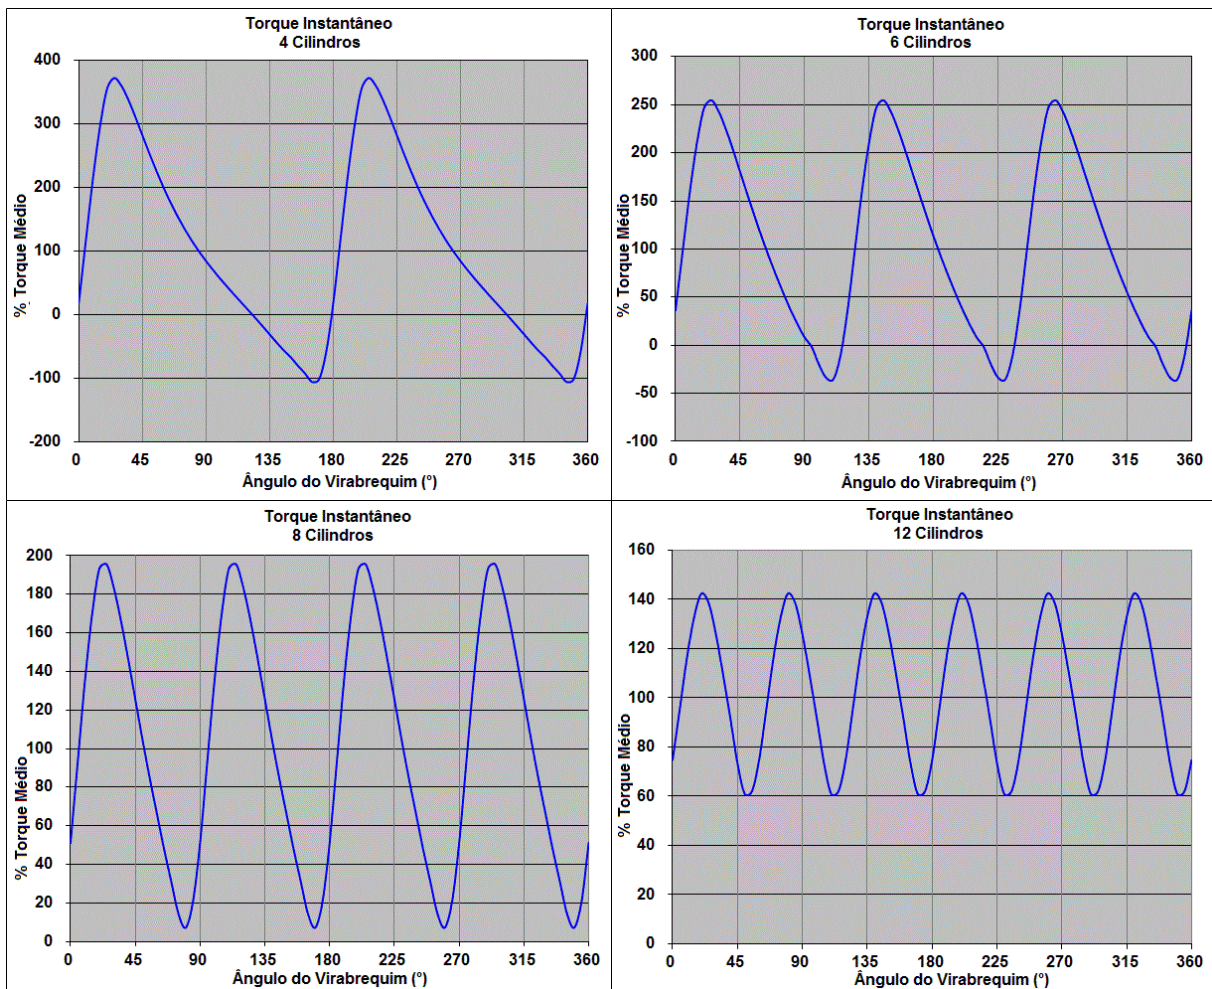 Torque Instantâneo
4 Cilindros
400
300
200
100
0
-100
-200
% Torque Médio
0 45 90 135 180 225 270 315 360
Ângulo do Virabrequim (°)
Torque Instantâneo
6 Cilindros
300
250
200
150
100
50
0
-50
-100
% Torque Médio
0 45 90 135 180 225 270 315 360
Ângulo do Virabrequim (°)
Torque Instantâneo
8 Cilindros
200
180
160
140
120
100
80
60
40
20
0
% Torque Médio
0 45 90 135 180 225 270 315 360
Ângulo do Virabrequim (°)
Torque Instantâneo
12 Cilindros
160
140
120
100
80
60
40
20
0
% Torque Médio
0 45 90 135 180 225 270 315 360
Ângulo do Virabrequim (°)